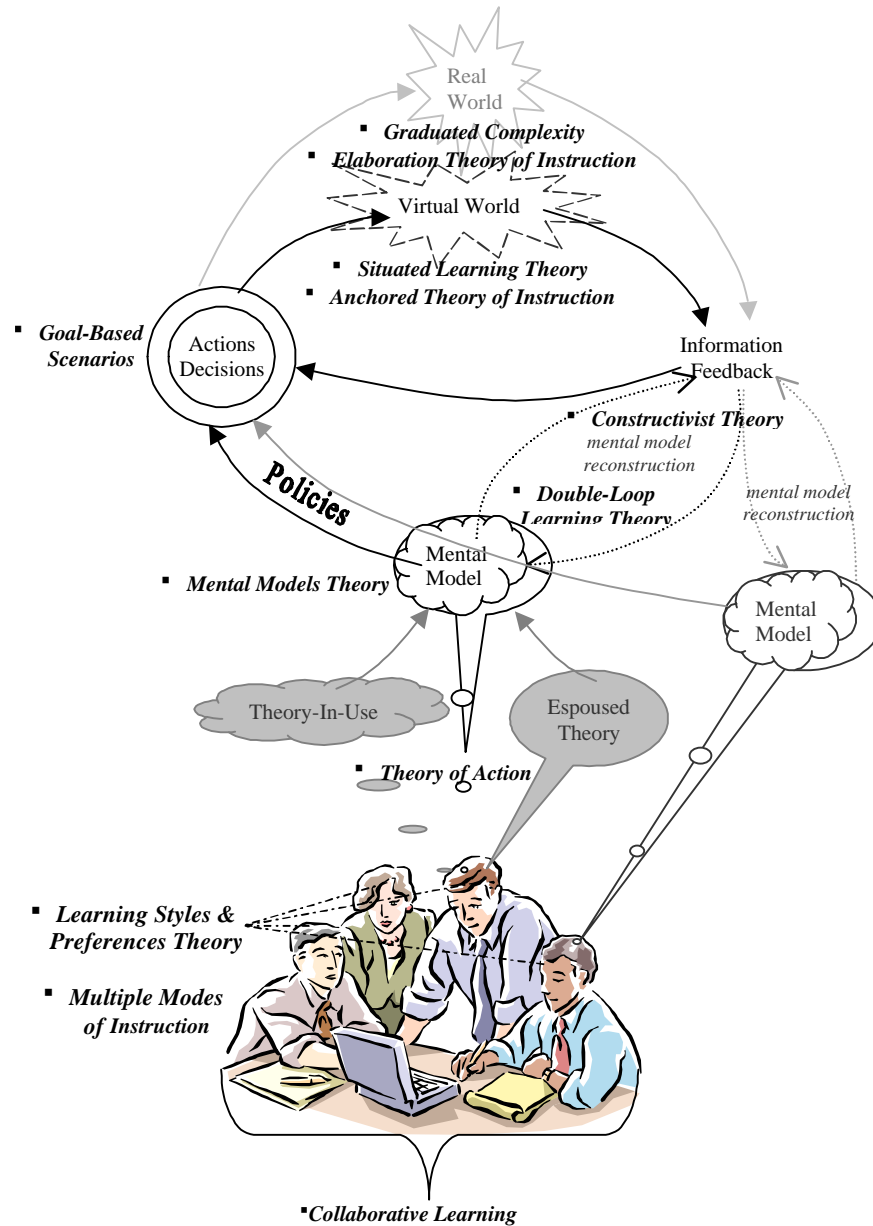 Real
World
▪ Graduated Complexity
▪ Elaboration Theory of Instruction
Virtual World
▪ Situated Learning Theory
▪ Anchored Theory of Instruction
▪ Goal-Based
Scenarios
Actions
Decisions
Information
Feedback
▪ Constructivist Theory
mental model
reconstruction
Policies
▪ Double-Loop
Learning Theory
mental model
reconstruction
Mental
Model
▪ Mental Models Theory
Mental
Model
Theory-In-Use
Espoused
Theory
▪ Theory of Action
▪ Learning Styles &
Preferences Theory
▪ Multiple Modes
of Instruction
▪Collaborative Learning